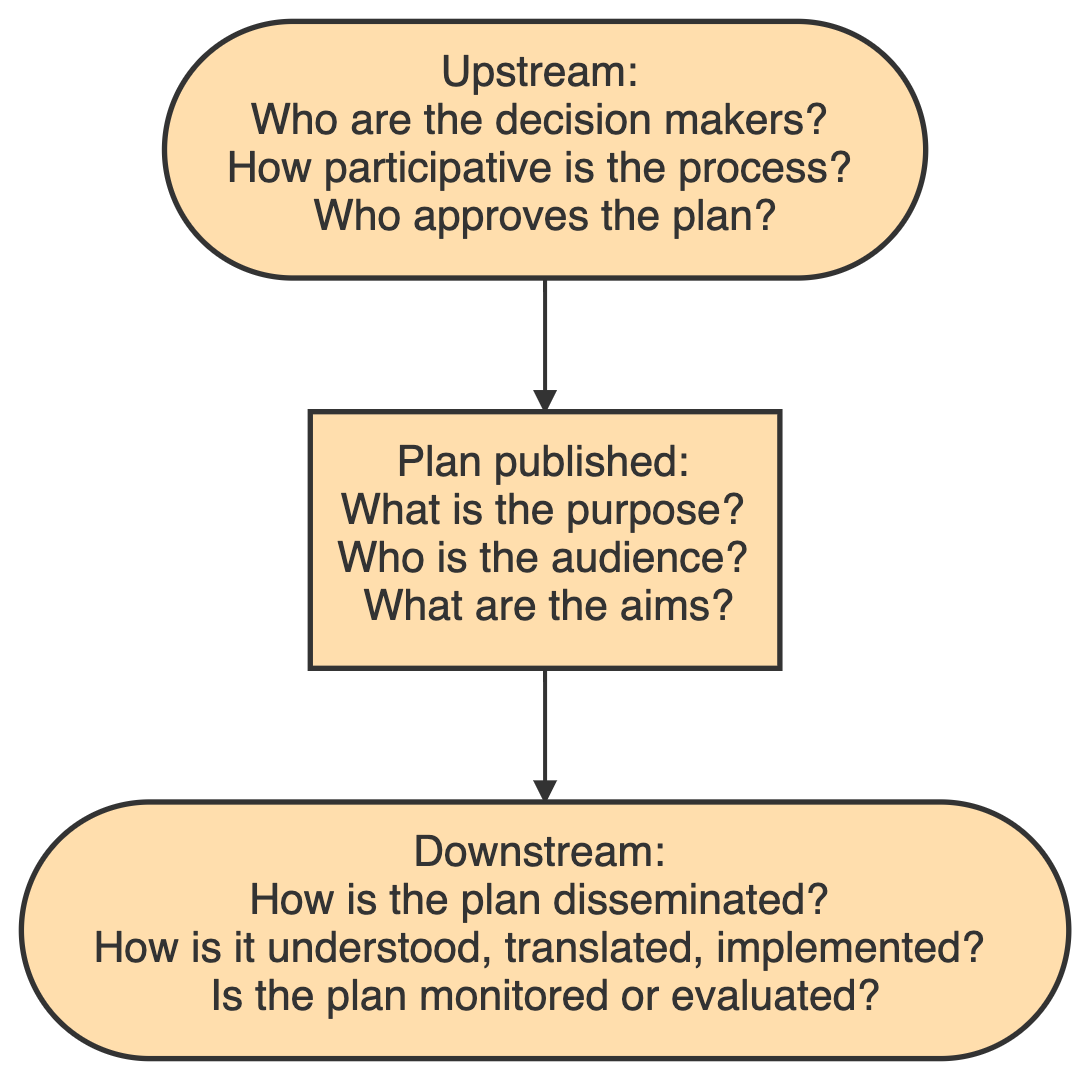 Upstream:
Who are the decision makers?
How participative is the process?
Who approves the plan?
Plan published:
What is the purpose?
Who is the audience?
What are the aims?
Downstream:
How is the plan disseminated?
How is it understood, translated, implemented?
Is the plan monitored or evaluated?